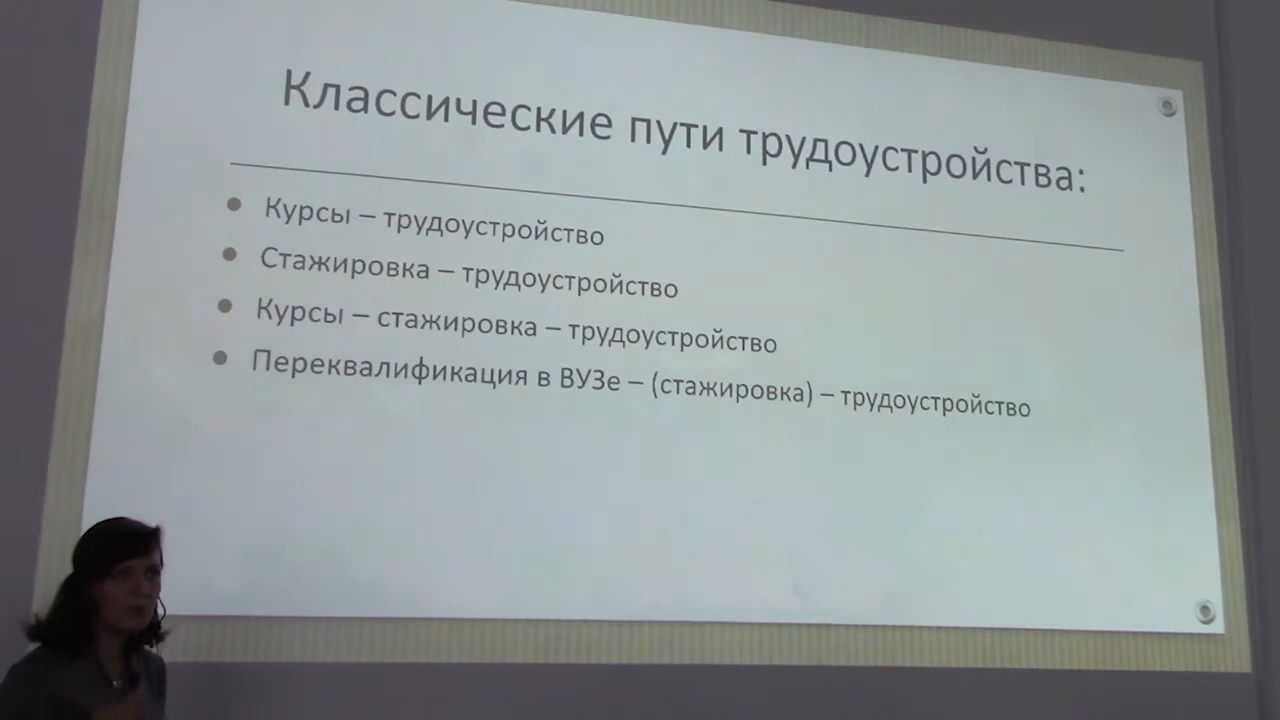 Классические пути трудоустройства:
Курсы – трудоустройство
Стажировка – трудоустройство
Курсы – стажировка – трудоустройство
Переквалификация в ВУЗе – (стажировка) – трудоустройство